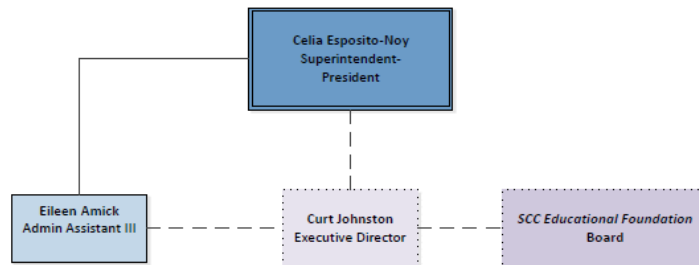 Celia Esposito-Noy
Superintendent-
President
Eileen Amick
Admin Assistant III
Curt Johnston
Executive Director
SCC Educational Foundation
Board